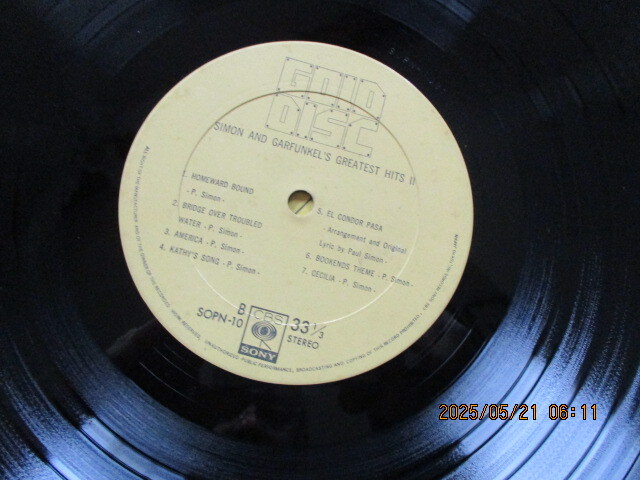 GOLD
DISC
SIMON AND GARFUNKEL'S GREATEST HITS II
1. HOMEWARD BOUND
- P. Simon -
2. BRIDGE OVER TROUBLED
WATER - P. Simon -
3. AMERICA - P. Simon -
4. KATHY'S SONG - P. Simon -
5. EL CONDOR PASA
- Arrangement and Original
Lyric by Paul Simon -
6. BOOKENDS THEME - P. Simon -
7. CECILIA - P. Simon -
B
SOPN-10
CBS
SONY
33 1/3
STEREO
2025/05/21 06:11